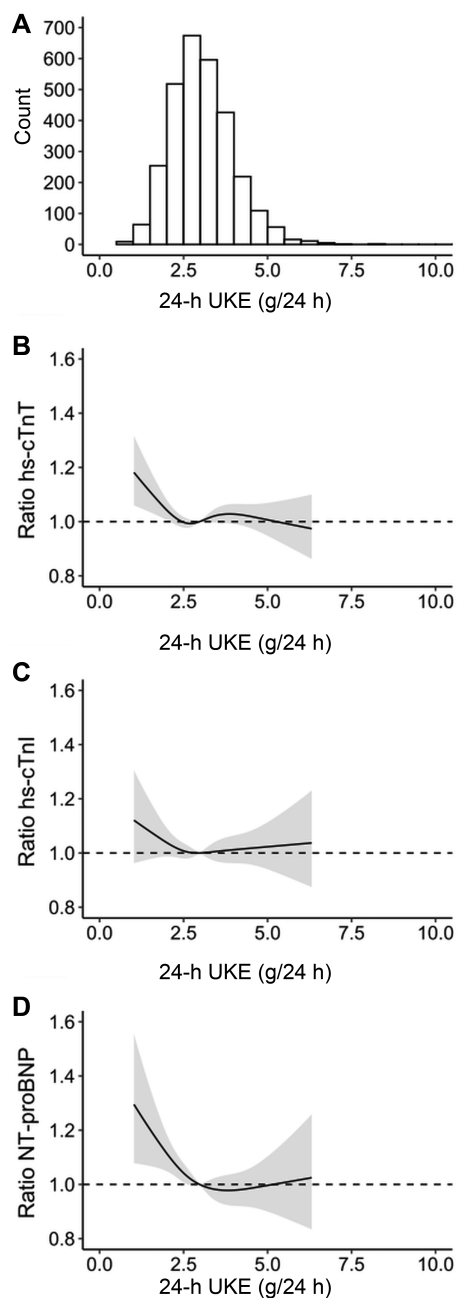 A
700
600
500
400
300
200
100
0
Count
0.0 2.5 5.0 7.5 10.0
24-h UKE (g/24 h)
B
1.6
1.4
1.2
1.0
0.8
Ratio hs-cTnT
0.0 2.5 5.0 7.5 10.0
24-h UKE (g/24 h)
C
1.6
1.4
1.2
1.0
0.8
Ratio hs-cTnI
0.0 2.5 5.0 7.5 10.0
24-h UKE (g/24 h)
D
1.6
1.4
1.2
1.0
0.8
Ratio NT-proBNP
0.0 2.5 5.0 7.5 10.0
24-h UKE (g/24 h)